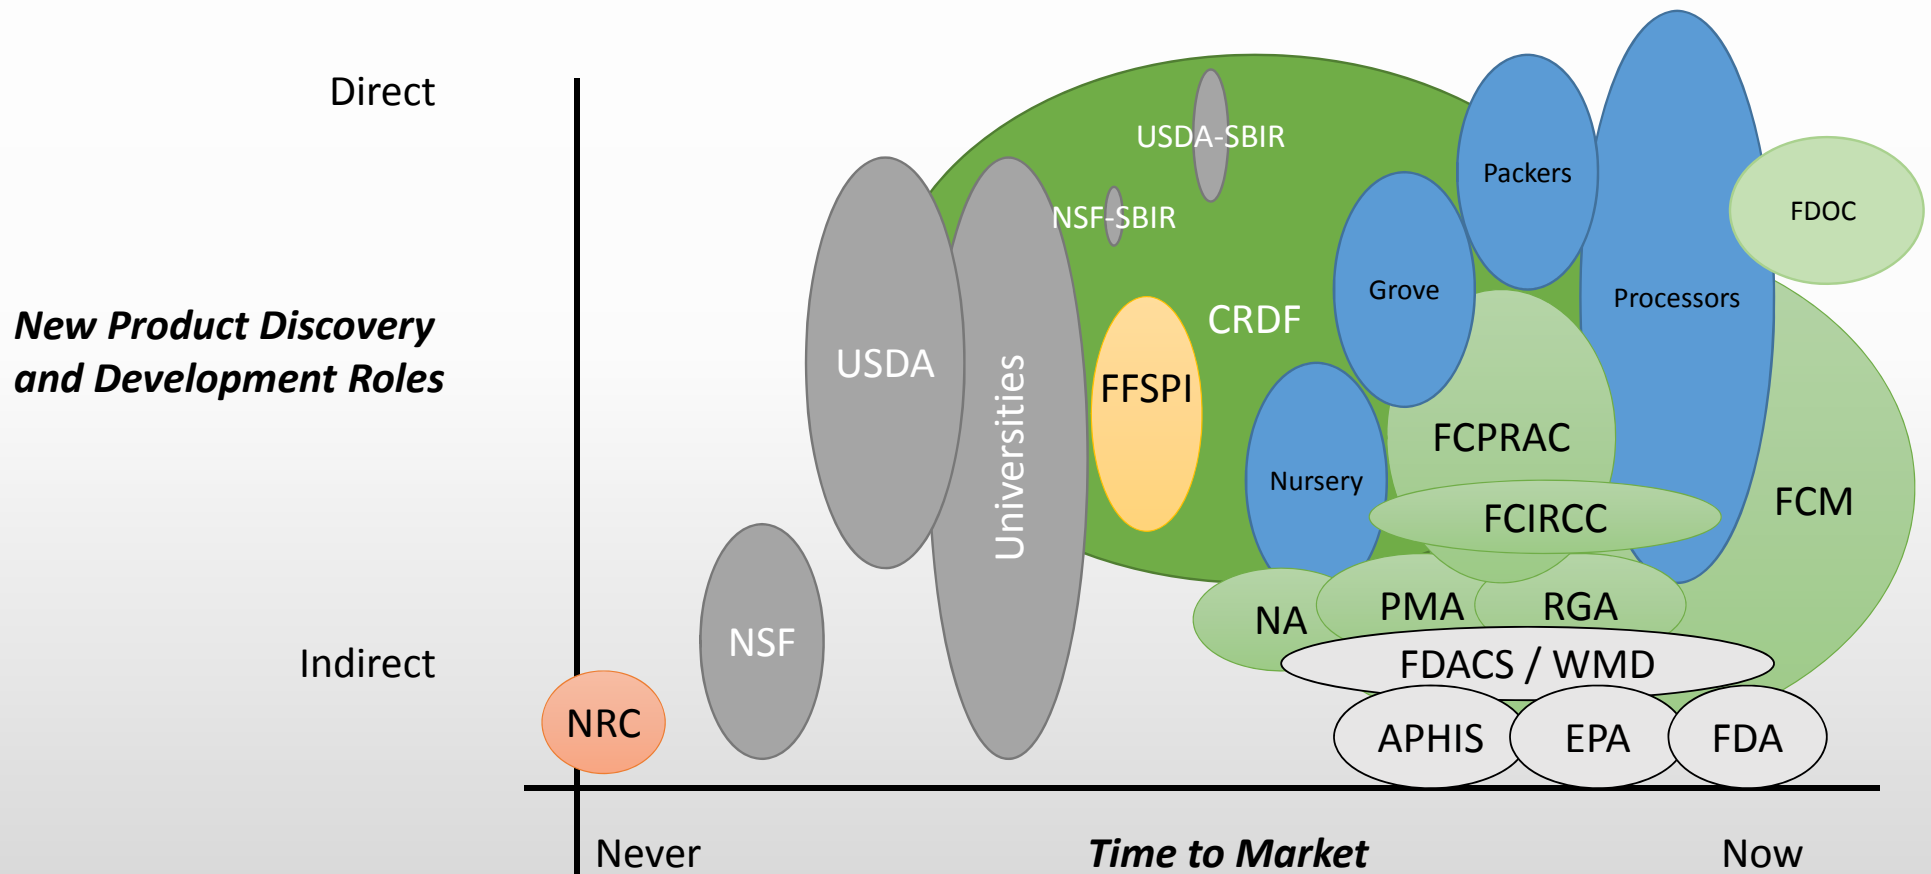 Direct
USDA-SBIR
Packers
NSF-SBIR
FDOC
Grove
Processors
CRDF
New Product Discovery
and Development Roles
USDA
FFSPI
Universities
FCPRAC
Nursery
FCM
FCIRCC
NA
PMA
RGA
NSF
Indirect
FDACS / WMD
NRC
APHIS
EPA
FDA
Never
Time to Market
Now